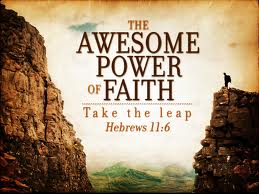 THE
AWESOME
POWER
OF FAITH
Take the leap
Hebrews 11:6